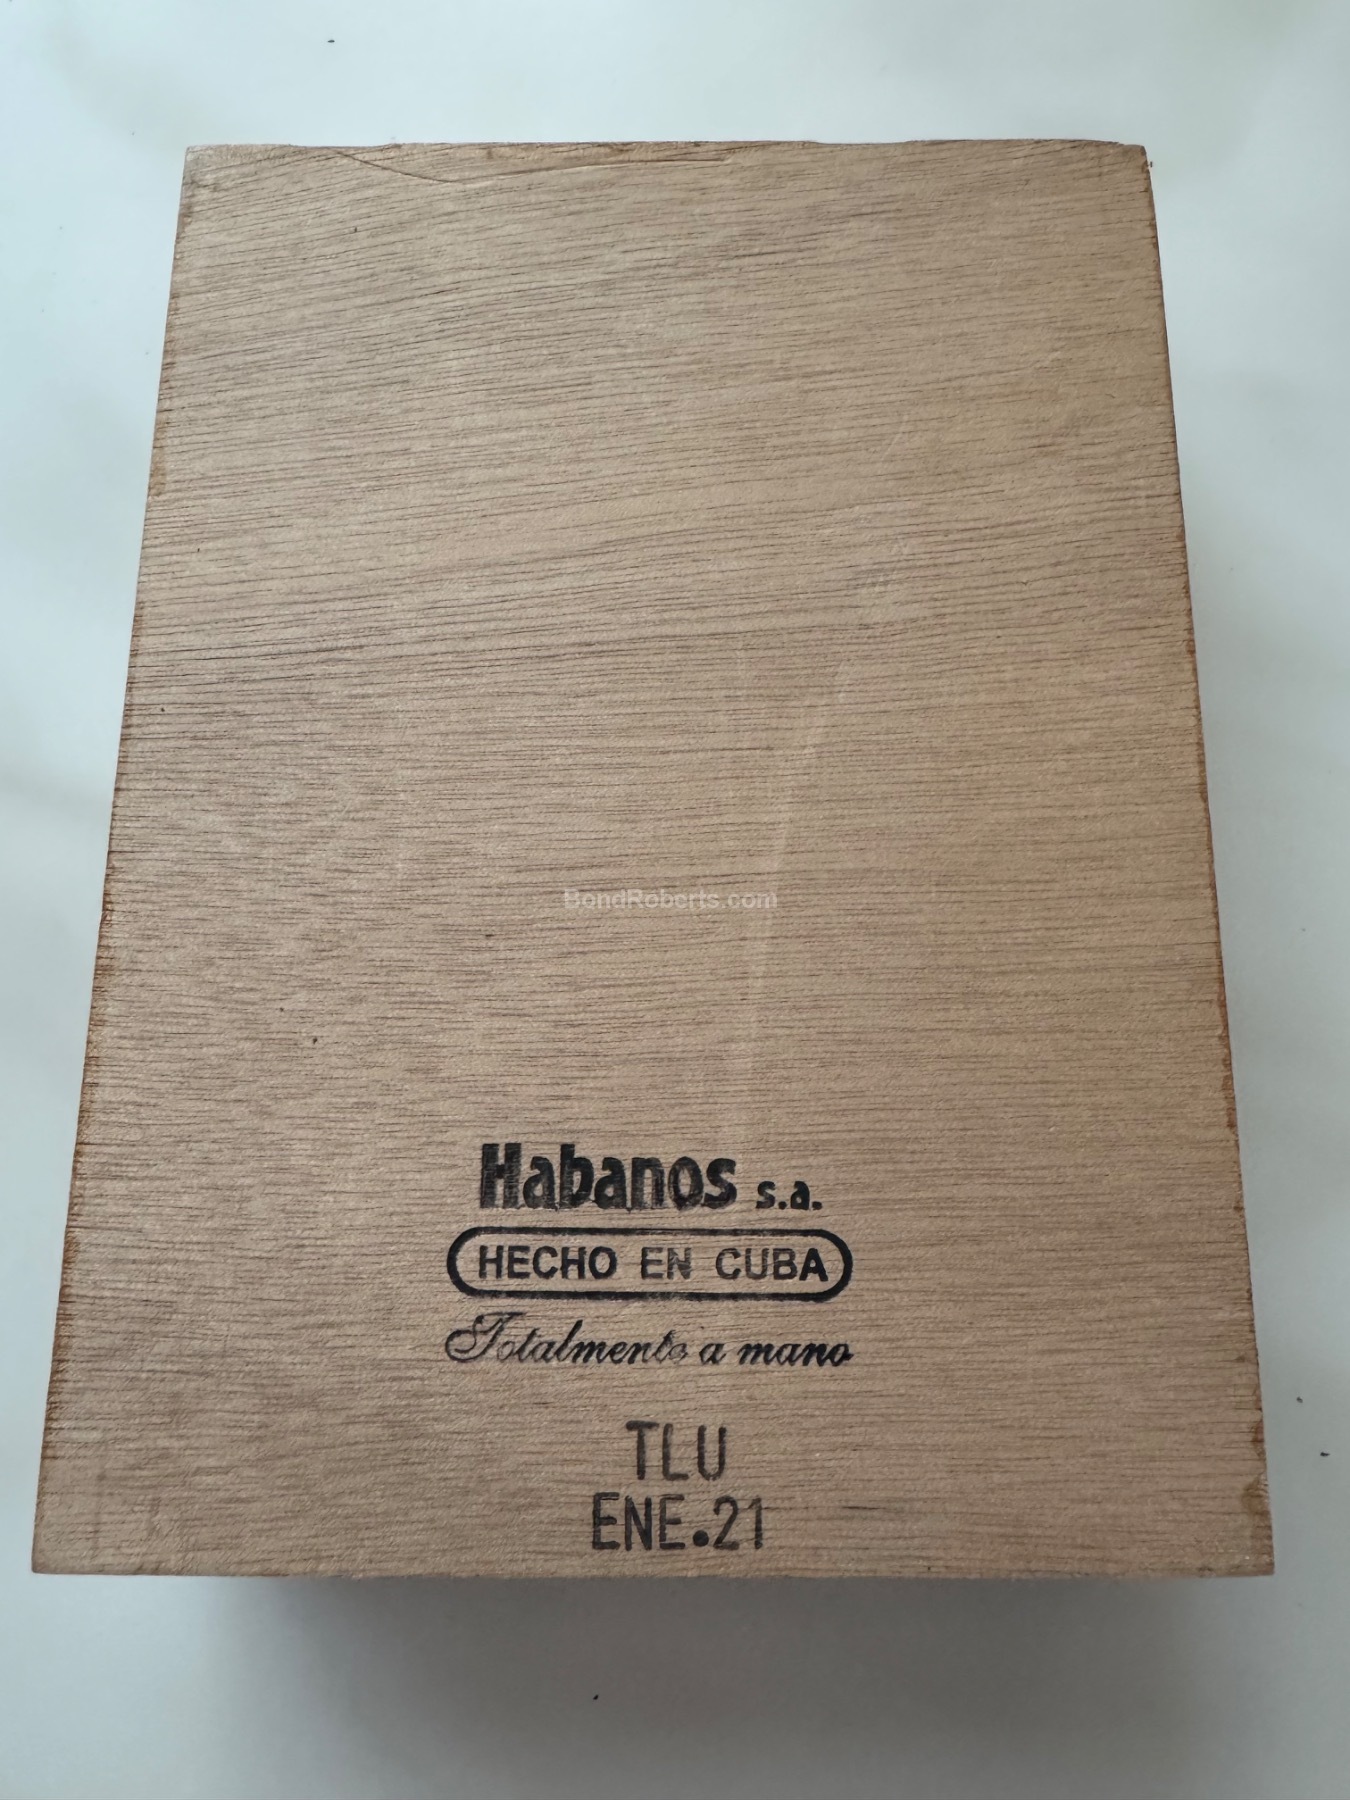 BondRoberts.com
Habanos s.a.
HECHO EN CUBA
Totalmente a mano
TLU
ENE.21